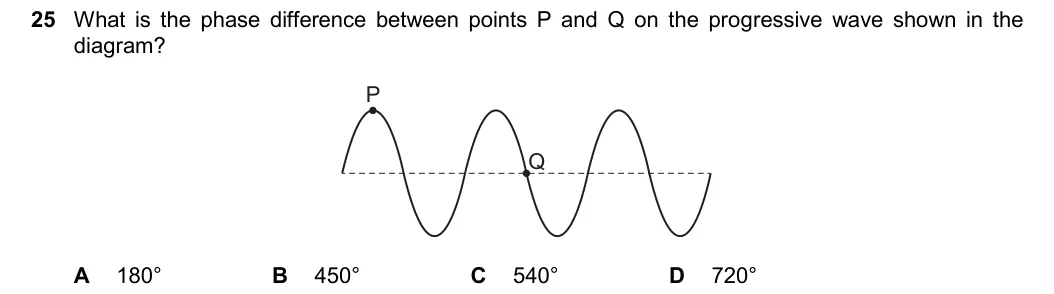 25 What is the phase difference between points P and Q on the progressive wave shown in the
diagram?
P
Q
A 180° B 450° C 540° D 720°